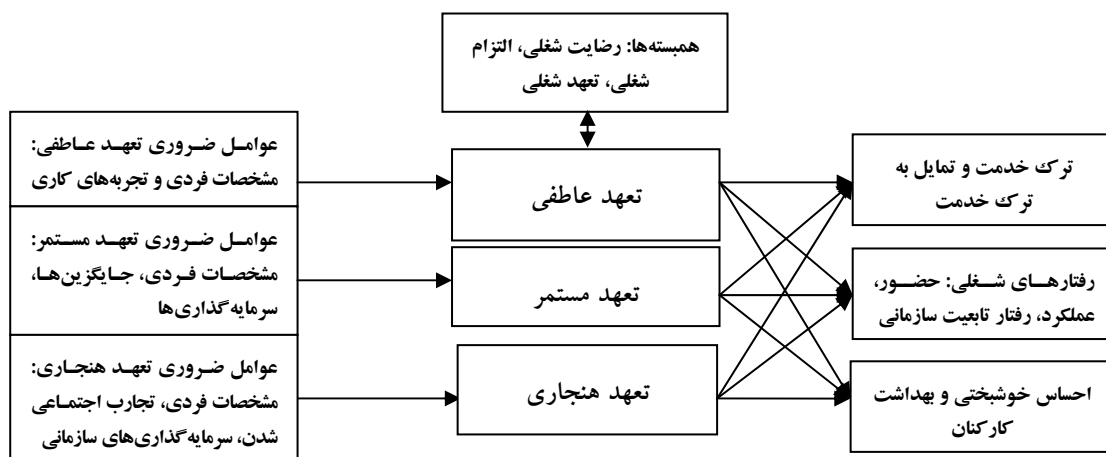 همبسته‌ها: رضایت شغلی، التزام
شغلی، تعهد شغلی
عوامل ضروری تعهد عاطفی:
مشخصات فردی و تجربه‌های کاری
عوامل ضروری تعهد مستمر:
مشخصات فردی، جایگزین‌ها،
سرمایه‌گذاری‌ها
عوامل ضروری تعهد هنجاری:
مشخصات فردی، تجارب اجتماعی
شدن، سرمایه‌گذاری‌های سازمانی
تعهد عاطفی
تعهد مستمر
تعهد هنجاری
ترک خدمت و تمایل به
ترک خدمت
رفتارهای شغلی: حضور،
عملکرد، رفتار تابعیت سازمانی
احساس خوشبختی و بهداشت
کارکنان